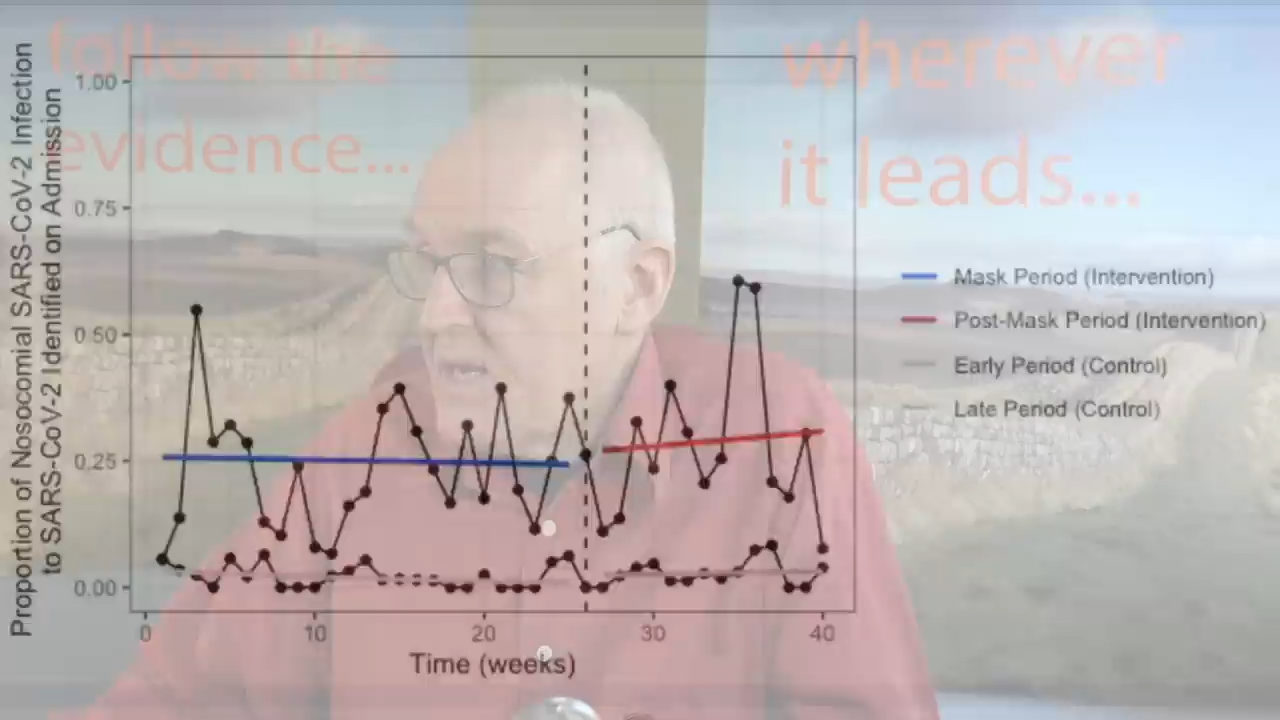 follow the
evidence...
wherever
it leads...
Proportion of Nosocomial SARS-CoV-2 Infection
to SARS-CoV-2 Identified on Admission
1.00
0.75
0.50
0.25
0.00
0
10
20
30
40
Time (weeks)
Mask Period (Intervention)
Post-Mask Period (Intervention)
Early Period (Control)
Late Period (Control)